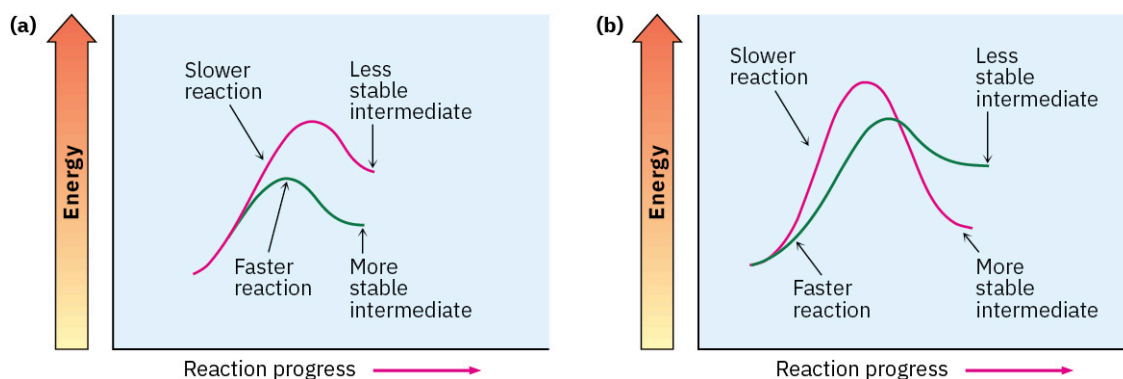 (a)
Energy
Slower
reaction
Less
stable
intermediate
Faster
reaction
More
stable
intermediate
Reaction progress
(b)
Energy
Slower
reaction
Less
stable
intermediate
Faster
reaction
More
stable
intermediate
Reaction progress